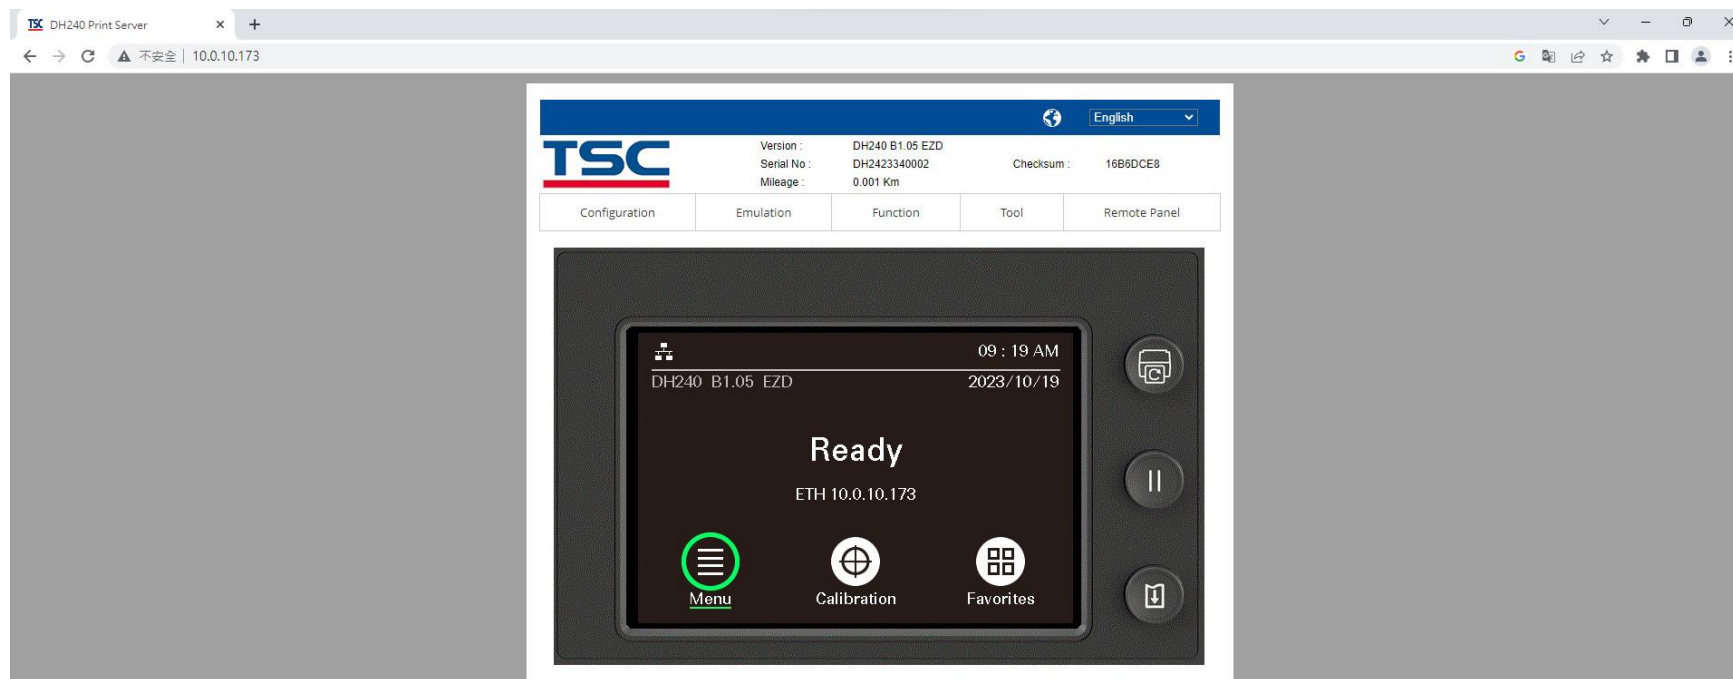 TSC DH240 Print Server
不安全 | 10.0.10.173
English
TSC
Version : DH240 B1.05 EZD
Serial No : DH2423340002 Checksum : 16B6DCE8
Mileage : 0.001 Km
Configuration Emulation Function Tool Remote Panel
09 : 19 AM
DH240 B1.05 EZD 2023/10/19
Ready
ETH 10.0.10.173
Menu Calibration Favorites